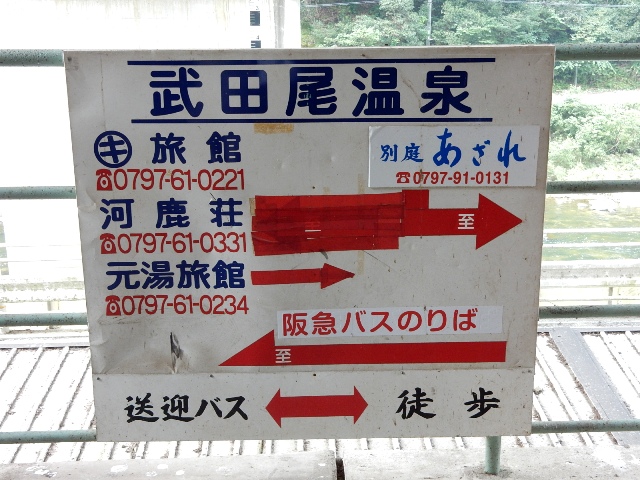 武田尾温泉
㋖旅館
☎0797-61-0221
別庭 あざれ
☎0797-91-0131
河鹿荘
☎0797-61-0331
至
元湯旅館
☎0797-61-0234
阪急バスのりば
至
送迎バス 徒歩